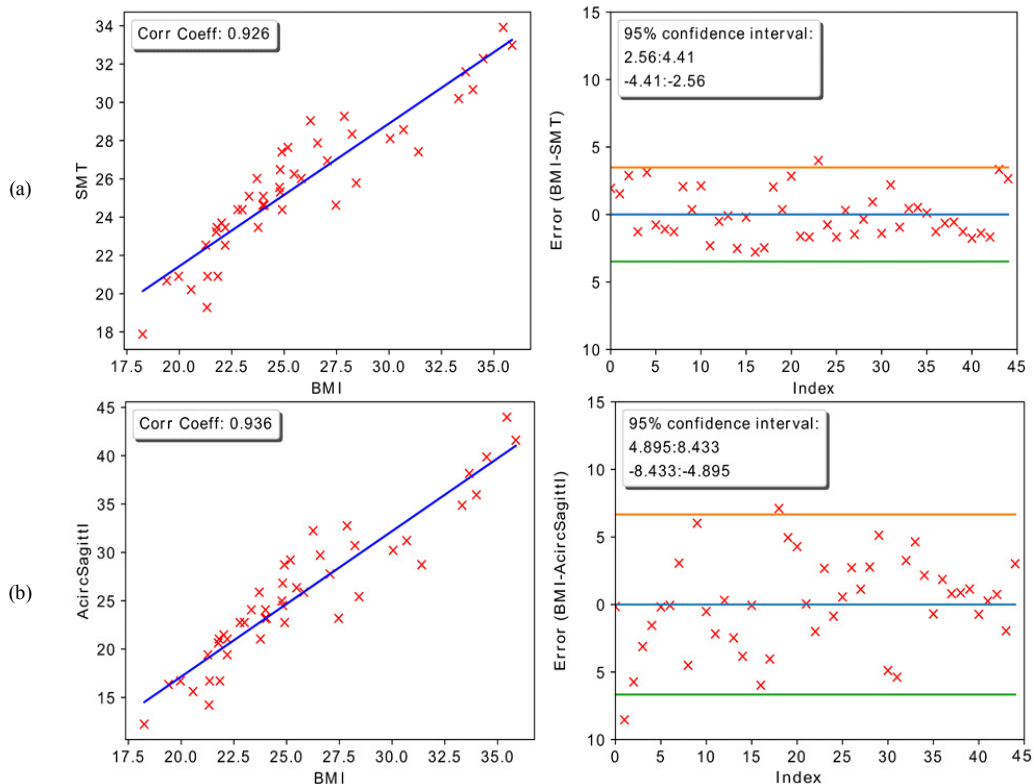 (a)
SMT
34
32
30
28
26
24
22
20
18
Corr Coeff: 0.926
17.5 20.0 22.5 25.0 27.5 30.0 32.5 35.0
BMI
Error (BMI-SMT)
15
10
5
0
5
10
95% confidence interval:
2.56:4.41
-4.41:-2.56
0 5 10 15 20 25 30 35 40 45
Index
(b)
AcircSagittI
45
40
35
30
25
20
15
Corr Coeff: 0.936
17.5 20.0 22.5 25.0 27.5 30.0 32.5 35.0
BMI
Error (BMI-AcircSagittI)
15
10
5
0
5
10
95% confidence interval:
4.895:8.433
-8.433:-4.895
0 5 10 15 20 25 30 35 40 45
Index